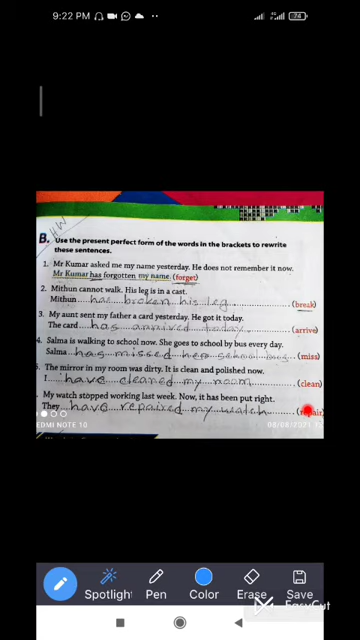 9:22 PM
74
HW
B. Use the present perfect form of the words in the brackets to rewrite
these sentences.
1. Mr Kumar asked me my name yesterday. He does not remember it now.
Mr Kumar has forgotten my name. (forget)
2. Mithun cannot walk. His leg is in a cast.
Mithun has broken his leg (break)
3. My aunt sent my father a card yesterday. He got it today.
The card has arrived today. (arrive)
4. Salma is walking to school now. She goes to school by bus every day.
Salma has missed her school bus (miss)
5. The mirror in my room was dirty. It is clean and polished now.
I have cleaned my room (clean)
My watch stopped working last week. Now, it has been put right.
They have repaired my watch (repair)
EDMI NOTE 10
Spotlight
Pen
Color
Erase
Save
EasyCut